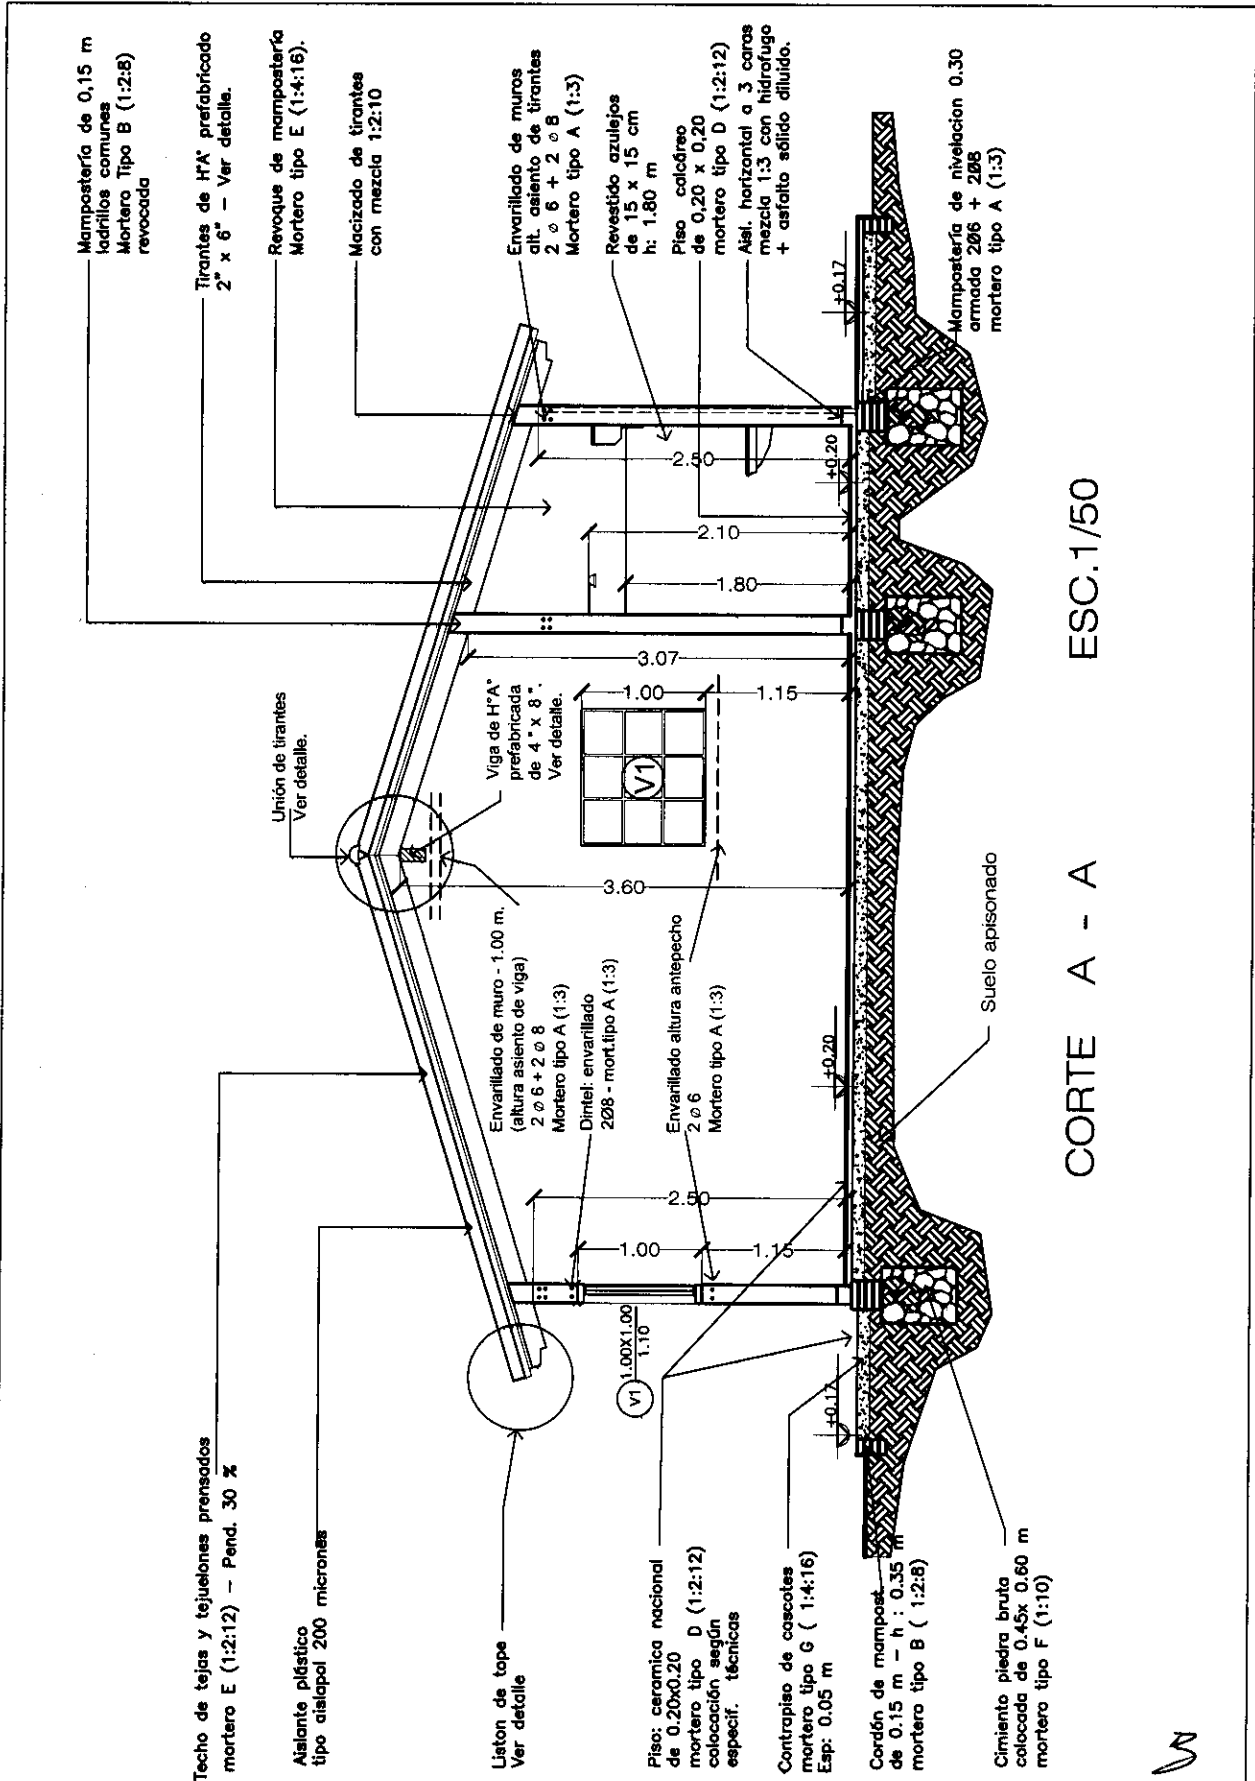 Techo de tejas y tejuelones prensados
mortero E (1:2:12) – Pend. 30 %
Aislante plástico
tipo aislapol 200 micrones
Liston de tope
Ver detalle
Piso: ceramica nacional
de 0.20x0.20
mortero tipo D (1:2:12)
colocación según
especif. técnicas
Contrapiso de cascotes
mortero tipo G ( 1:4:16)
Esp: 0.05 m
Cordón de mampost.
de 0.15 m – h : 0.35 m
mortero tipo B ( 1:2:8)
Cimiento piedra bruta
colocada de 0.45x 0.60 m
mortero tipo F (1:10)
V1
1.00X1.00
1.10
+0.17
Envarillado de muro - 1.00 m.
(altura asiento de viga)
2 ø 6 + 2 ø 8
Mortero tipo A (1:3)
Dintel: envarillado
2Ø8 - mort.tipo A (1:3)
Envarillado altura antepecho
2 ø 6
Mortero tipo A (1:3)
2.50
1.00
1.15
+0.20
3.60
Unión de tirantes
Ver detalle.
Viga de H°A°
prefabricada
de 4 " x 8 ".
Ver detalle.
V1
1.00
1.15
3.07
1.80
2.10
2.50
+0.20
+0.17
Mampostería de 0,15 m
ladrillos comunes
Mortero Tipo B (1:2:8)
revocada
Tirantes de H°A° prefabricado
2" x 6" – Ver detalle.
Revoque de mampostería
Mortero tipo E (1:4:16).
Macizado de tirantes
con mezcla 1:2:10
Envarillado de muros
alt. asiento de tirantes
2 ø 6 + 2 ø 8
Mortero tipo A (1:3)
Revestido azulejos
de 15 x 15 cm
h: 1.80 m
Piso calcáreo
de 0,20 x 0,20
mortero tipo D (1:2:12)
Aisl. horizontal a 3 caras
mezcla 1:3 con hidrofugo
+ asfalto sólido diluido.
Mampostería de nivelacion 0.30
armada 2Ø6 + 2Ø8
mortero tipo A (1:3)
Suelo apisonado
CORTE A - A ESC.1/50